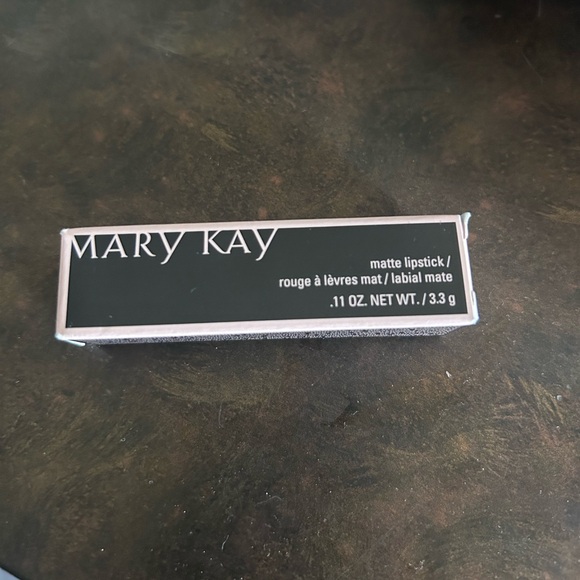 MARY KAY
matte lipstick /
rouge à lèvres mat / labial mate
.11 OZ. NET WT. / 3.3 g